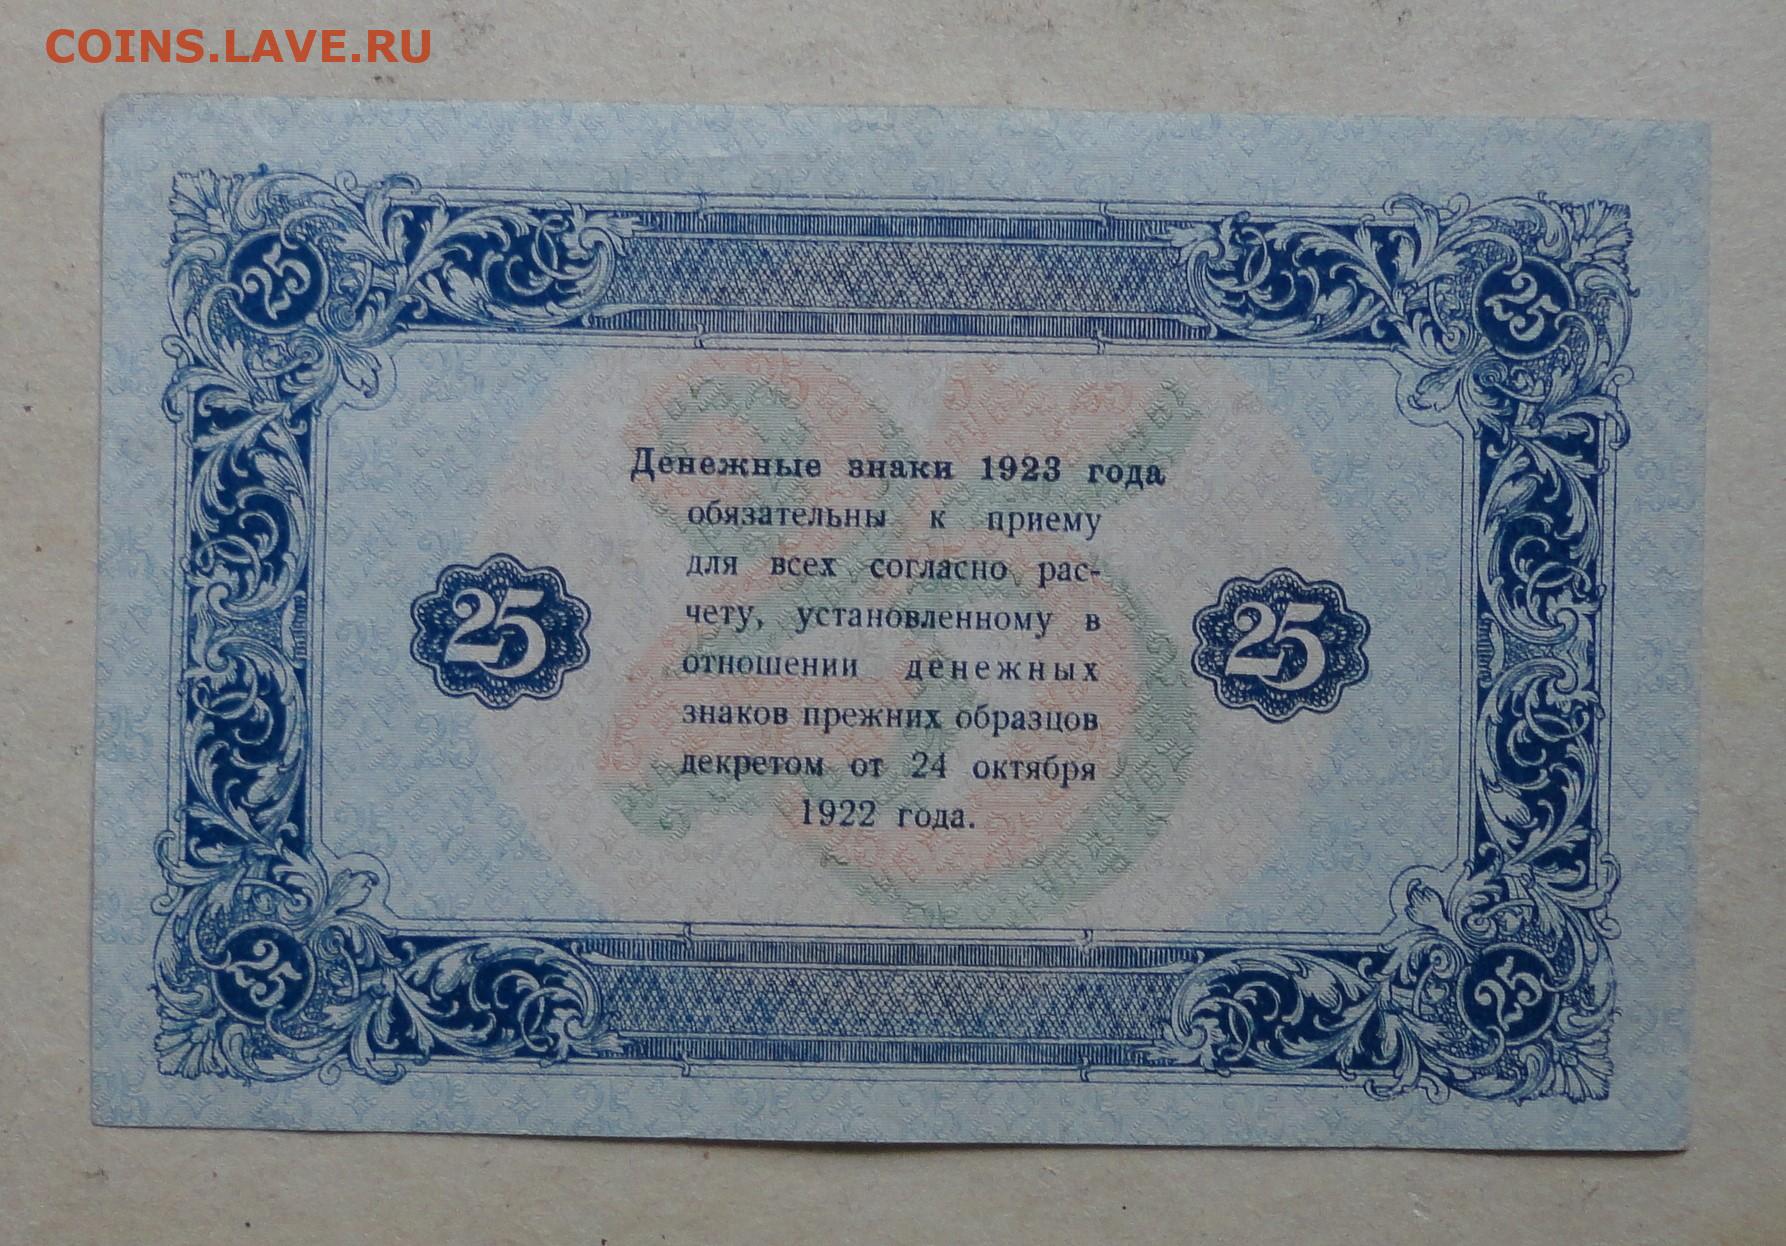 COINS.LAVE.RU
25
25
Денежные знаки 1923 года
обязательны к приему
для всех согласно рас-
чету, установленному в
отношении денежных
знаков прежних образцов
декретом от 24 октября
1922 года.
25
25
25
25
25